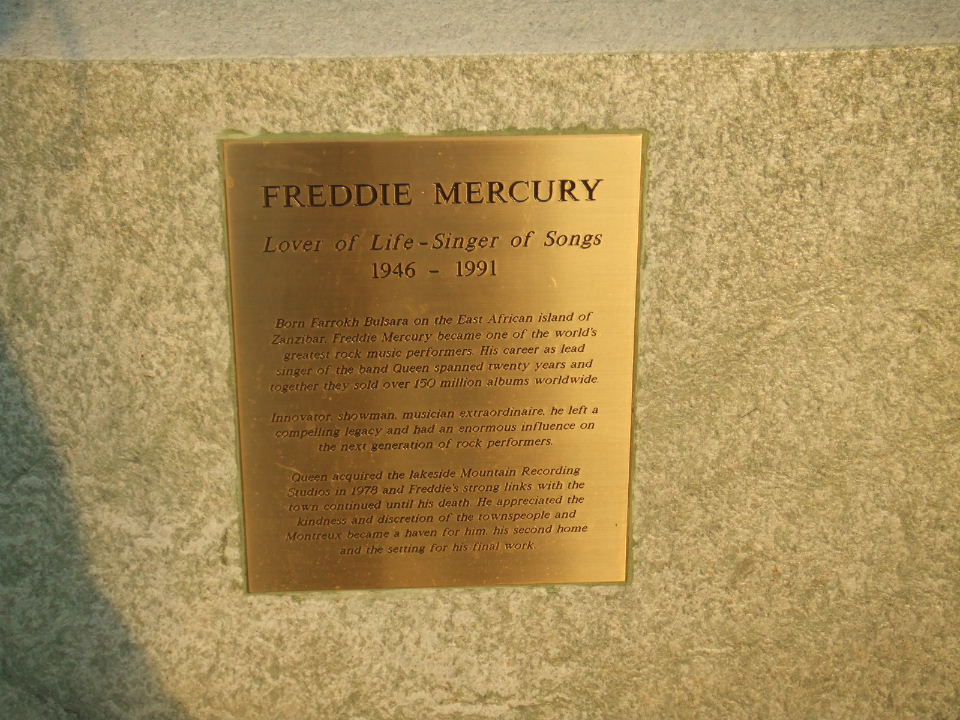 FREDDIE MERCURY
Lover of Life - Singer of Songs
1946 - 1991
Born Farrokh Bulsara on the East African island of
Zanzibar, Freddie Mercury became one of the world's
greatest rock music performers. His career as lead
singer of the band Queen spanned twenty years and
together they sold over 150 million albums worldwide.
Innovator, showman, musician extraordinaire, he left a
compelling legacy and had an enormous influence on
the next generation of rock performers.
Queen acquired the lakeside Mountain Recording
Studios in 1978 and Freddie's strong links with the
town continued until his death. He appreciated the
kindness and discretion of the townspeople and
Montreux became a haven for him, his second home
and the setting for his final work.